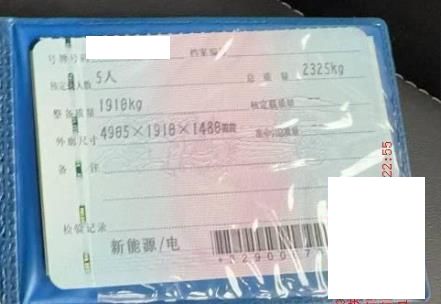 号牌号码 档案编号
核定载人数 5人 总质量 2325kg
整备质量 1910kg 核定载质量
外廓尺寸 4985×1910×1480mm 准牵引总质量
备注
检验记录
新能源/电
22:55